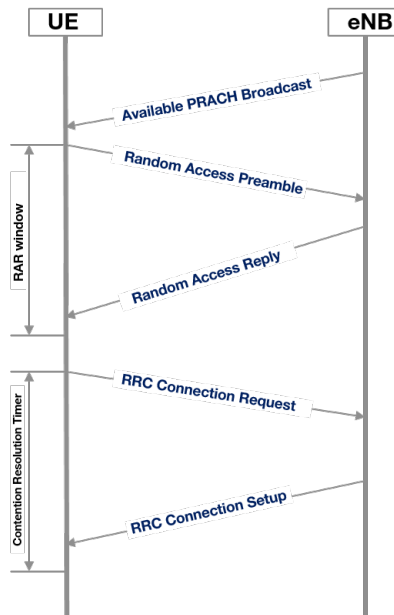 UE
eNB
Available PRACH Broadcast
Random Access Preamble
RAR window
Random Access Reply
RRC Connection Request
Contention Resolution Timer
RRC Connection Setup